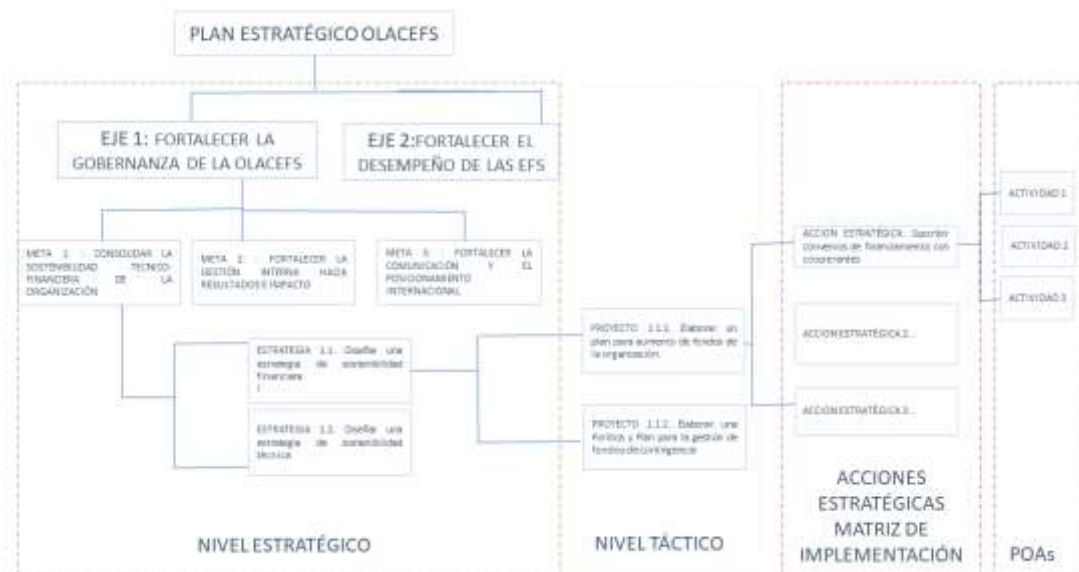 PLAN ESTRATÉGICO OLACEFS
EJE 1: FORTALECER LA
GOBERNANZA DE LA OLACEFS
EJE 2:FORTALECER EL
DESEMPEÑO DE LAS EFS
META 1 : CONSOLIDAR LA
SOSTENIBILIDAD TECNICO-
FINANCIERA DE LA
ORGANIZACIÓN
META 2 : FORTALECER LA
GESTIÓN INTERNA HACIA
RESULTADOS E IMPACTO
META 3 : FORTALECER LA
COMUNICACIÓN Y EL
POSICIONAMIENTO
INTERNACIONAL
ESTRATEGIA 1.1. Diseñar una
estrategia de sostenibilidad
financiera
ESTRATEGIA 1.2. Diseñar una
estrategia de sostenibilidad
técnica
NIVEL ESTRATÉGICO
PROYECTO 1.1.1. Elaborar un
plan para aumento de fondos de
la organización.
PROYECTO 1.1.2. Elaborar una
Política y Plan para la gestión de
fondos de contingencia
NIVEL TÁCTICO
ACCION ESTRATÉGICA. Suscribir
convenios de financiamiento con
cooperantes
ACCION ESTRATÉGICA 2...
ACCION ESTRATÉGICA 3...
ACCIONES
ESTRATÉGICAS
MATRIZ DE
IMPLEMENTACIÓN
ACTIVIDAD 1
ACTIVIDAD 2
ACTIVIDAD 3
POAs